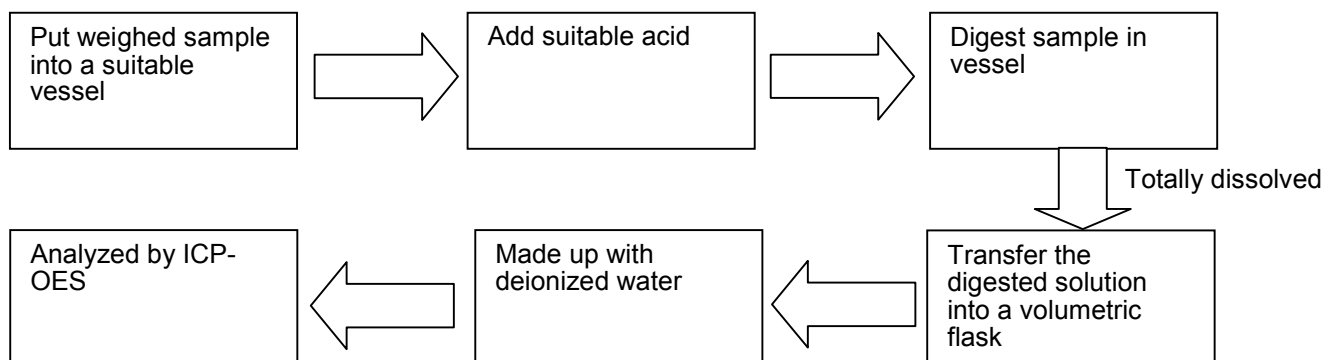 Put weighed sample
into a suitable
vessel
Add suitable acid
Digest sample in
vessel
Totally dissolved
Transfer the
digested solution
into a volumetric
flask
Made up with
deionized water
Analyzed by ICP-
OES